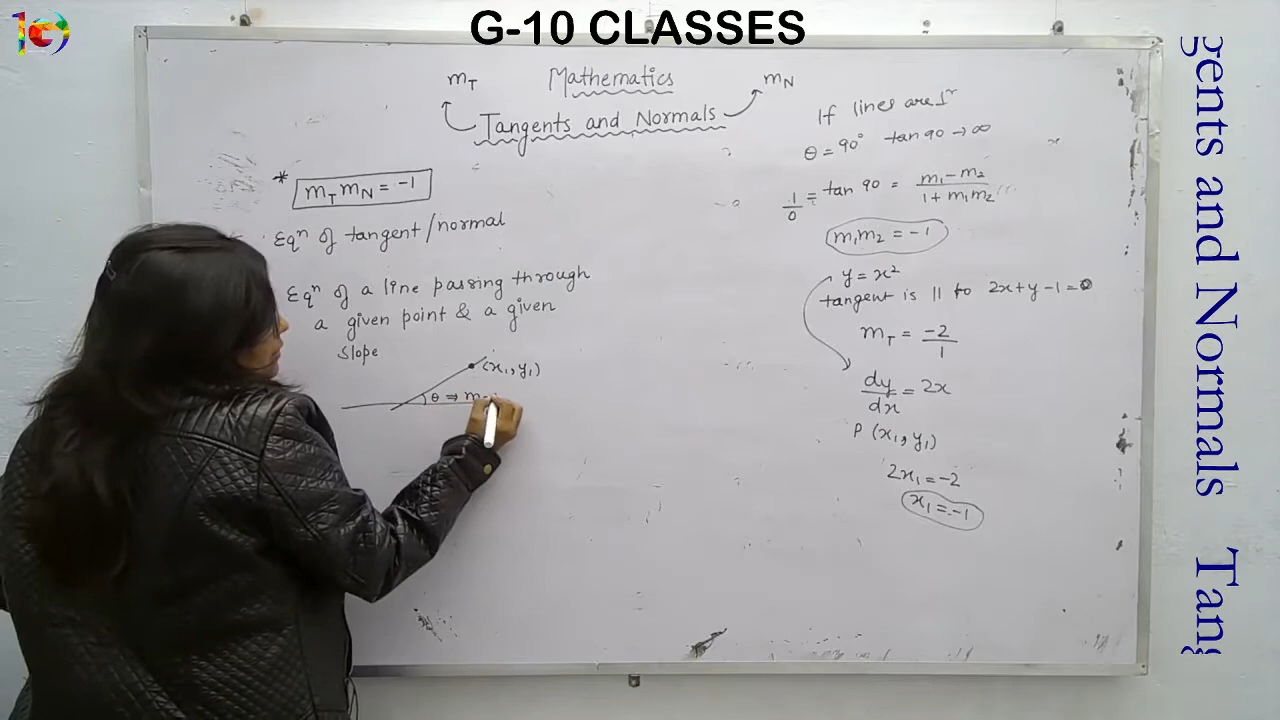 G-10 CLASSES
Mathematics
m_T m_N
Tangents and Normals
* m_T m_N = -1
Eqⁿ of tangent/normal
Eqⁿ of a line passing through
a given point & a given
slope
(x₁, y₁)
θ ⇒ m
If lines are ⊥ʳ
θ = 90° tan 90 → ∞
1/0 = tan 90 = (m₁ - m₂)/(1 + m₁m₂)
m₁m₂ = -1
y = x²
tangent is || to 2x + y - 1 = 0
m_T = -2/1
dy/dx = 2x
P (x₁, y₁)
2x₁ = -2
x₁ = -1
gents and Normals Tang